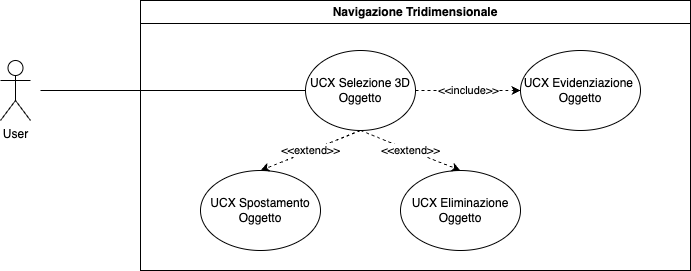 Navigazione Tridimensionale
User
UCX Selezione 3D
Oggetto
<<include>>
UCX Evidenziazione
Oggetto
<<extend>>
<<extend>>
UCX Spostamento
Oggetto
UCX Eliminazione
Oggetto